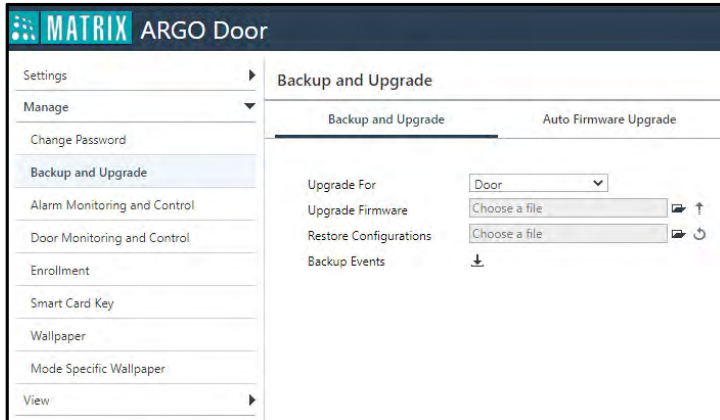 MATRIX ARGO Door
Settings
Manage
Change Password
Backup and Upgrade
Alarm Monitoring and Control
Door Monitoring and Control
Enrollment
Smart Card Key
Wallpaper
Mode Specific Wallpaper
View
Backup and Upgrade
Backup and Upgrade Auto Firmware Upgrade
Upgrade For Door
Upgrade Firmware Choose a file
Restore Configurations Choose a file
Backup Events